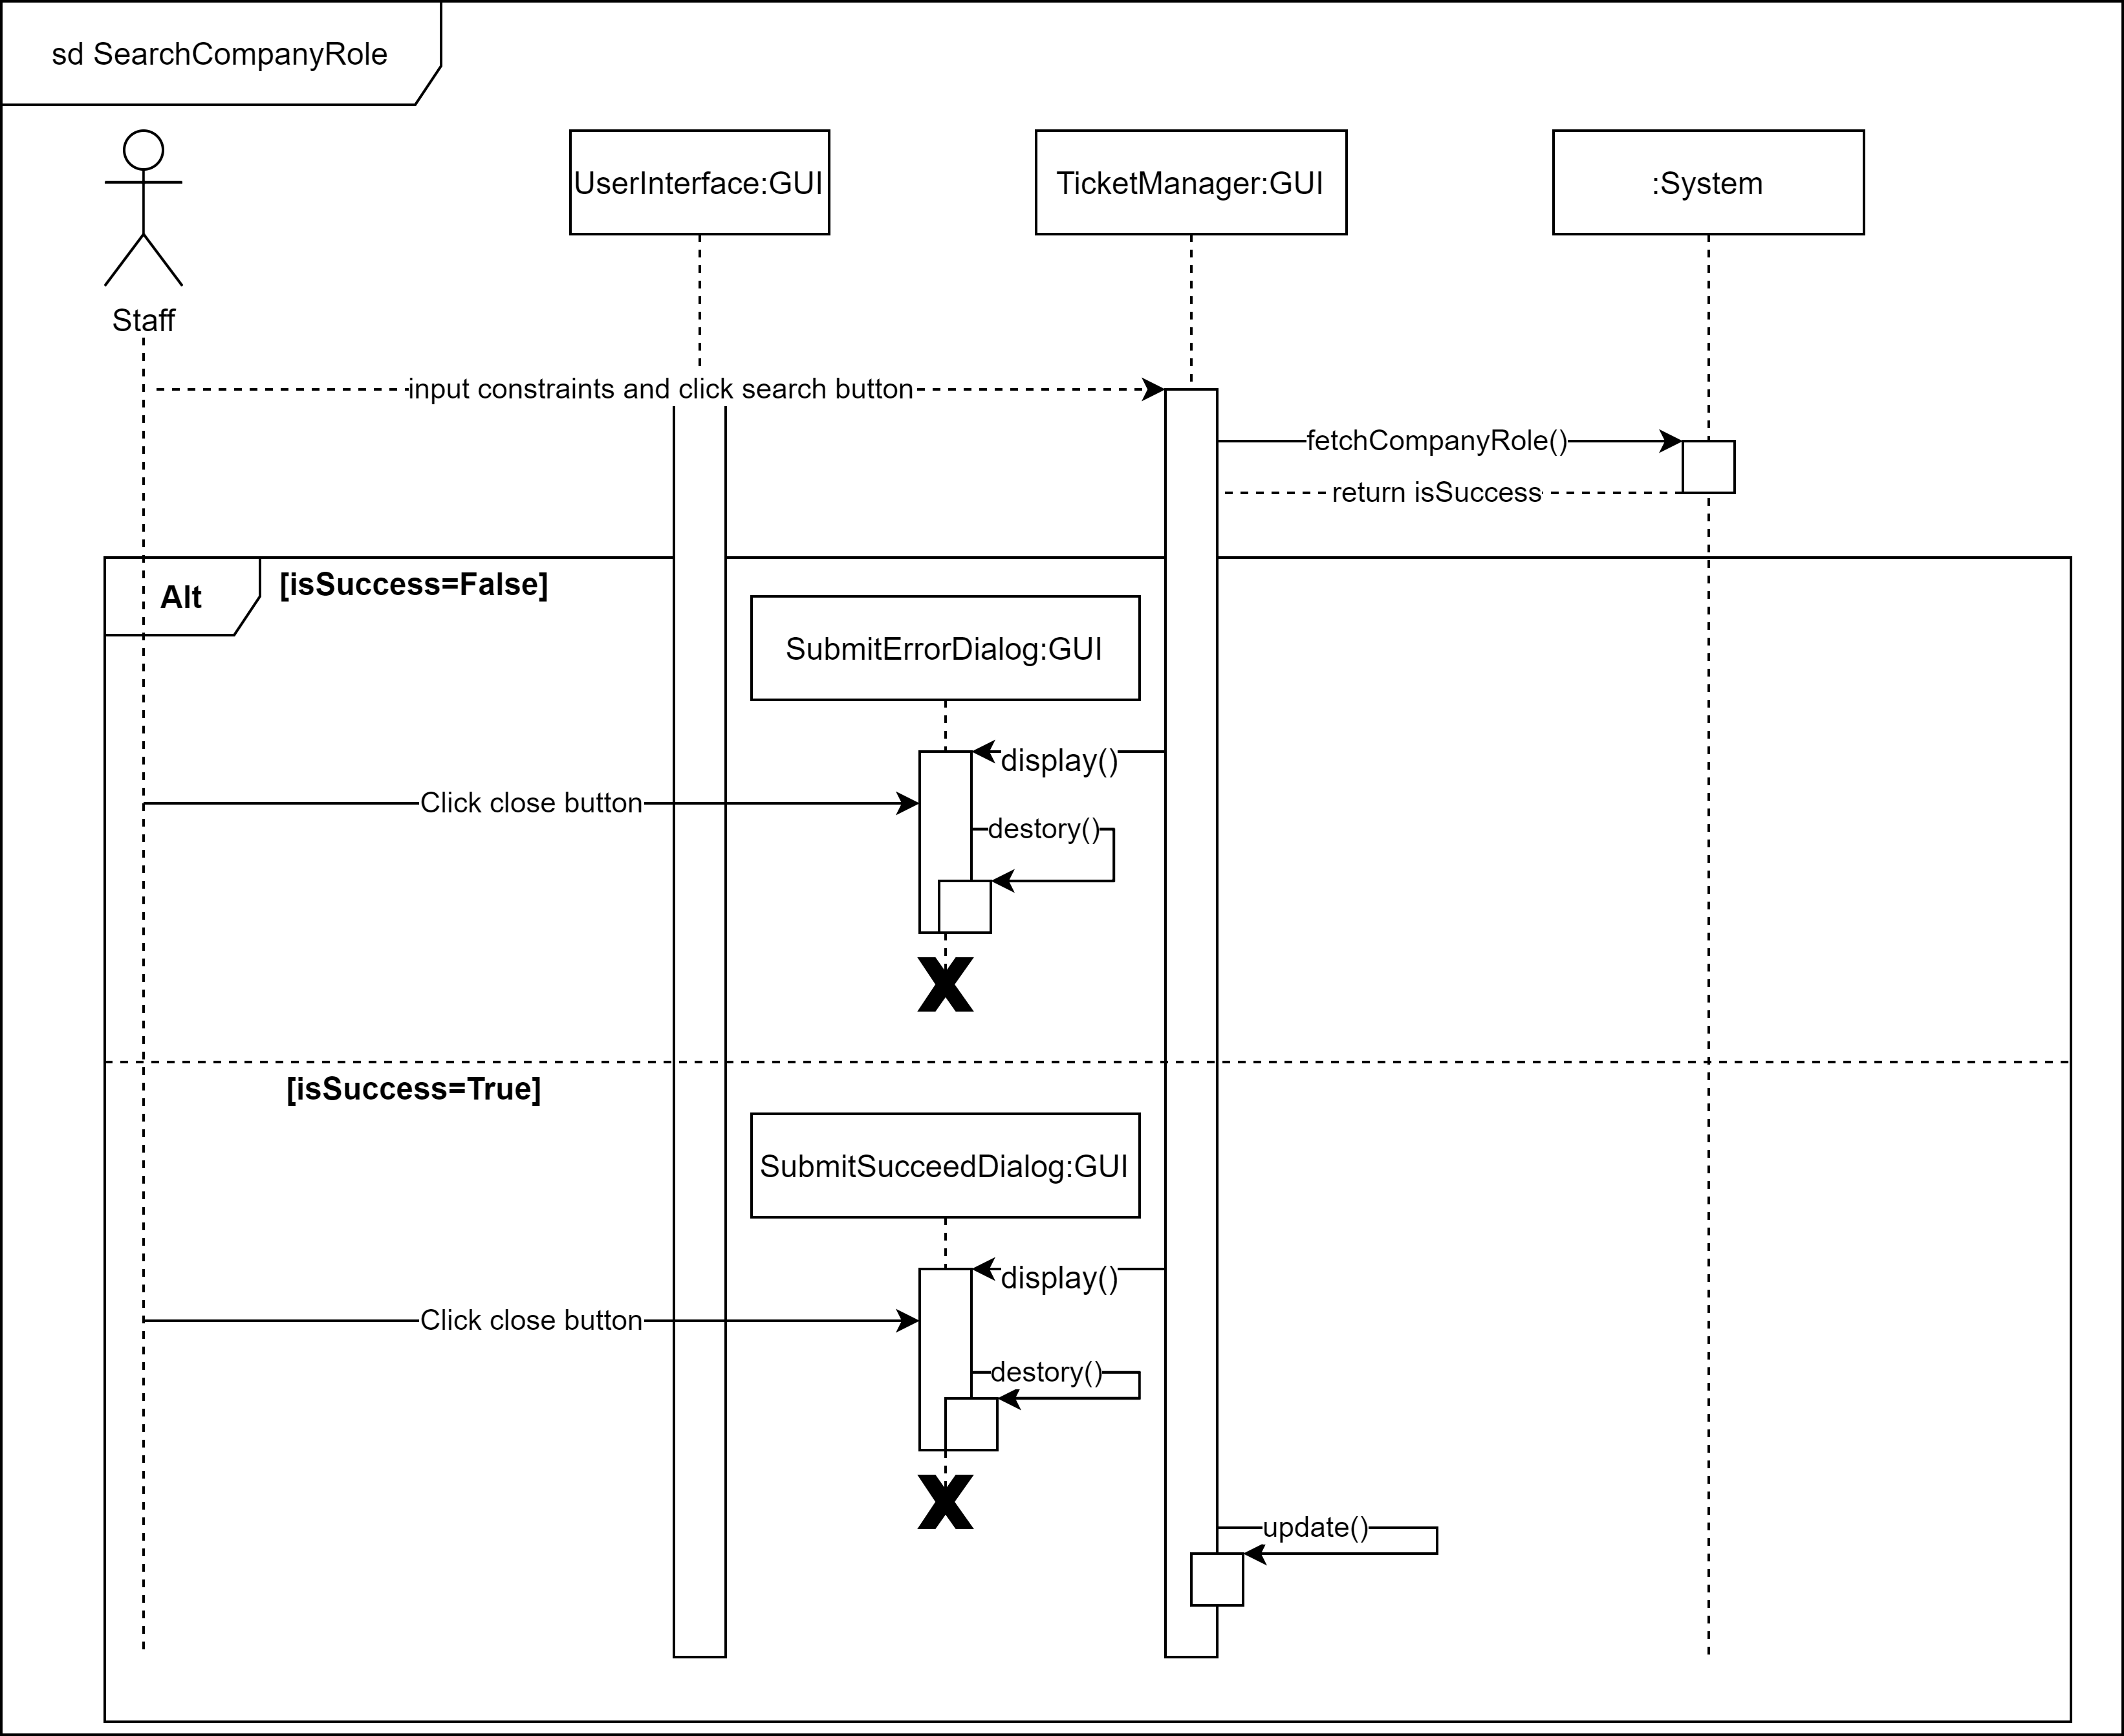 sd SearchCompanyRole
UserInterface:GUI
TicketManager:GUI
:System
Staff
input constraints and click search button
fetchCompanyRole()
return isSuccess
Alt
[isSuccess=False]
SubmitErrorDialog:GUI
display()
Click close button
destory()
X
[isSuccess=True]
SubmitSucceedDialog:GUI
display()
Click close button
destory()
X
update()